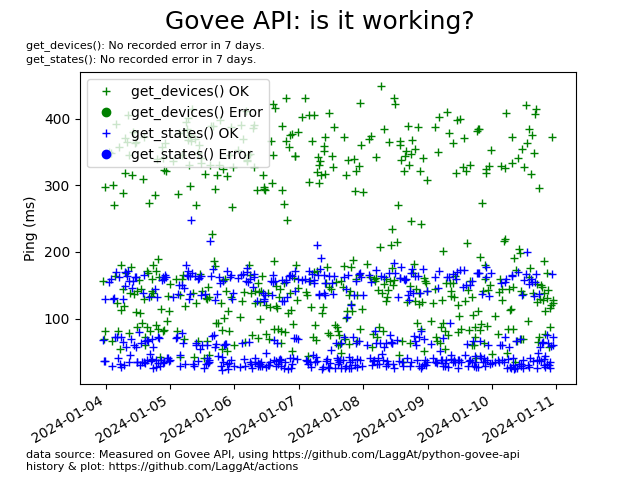 Govee API: is it working?
get_devices(): No recorded error in 7 days.
get_states(): No recorded error in 7 days.
get_devices() OK
get_devices() Error
get_states() OK
get_states() Error
400
300
200
100
Ping (ms)
2024-01-04
2024-01-05
2024-01-06
2024-01-07
2024-01-08
2024-01-09
2024-01-10
2024-01-11
data source: Measured on Govee API, using https://github.com/LaggAt/python-govee-api
history & plot: https://github.com/LaggAt/actions